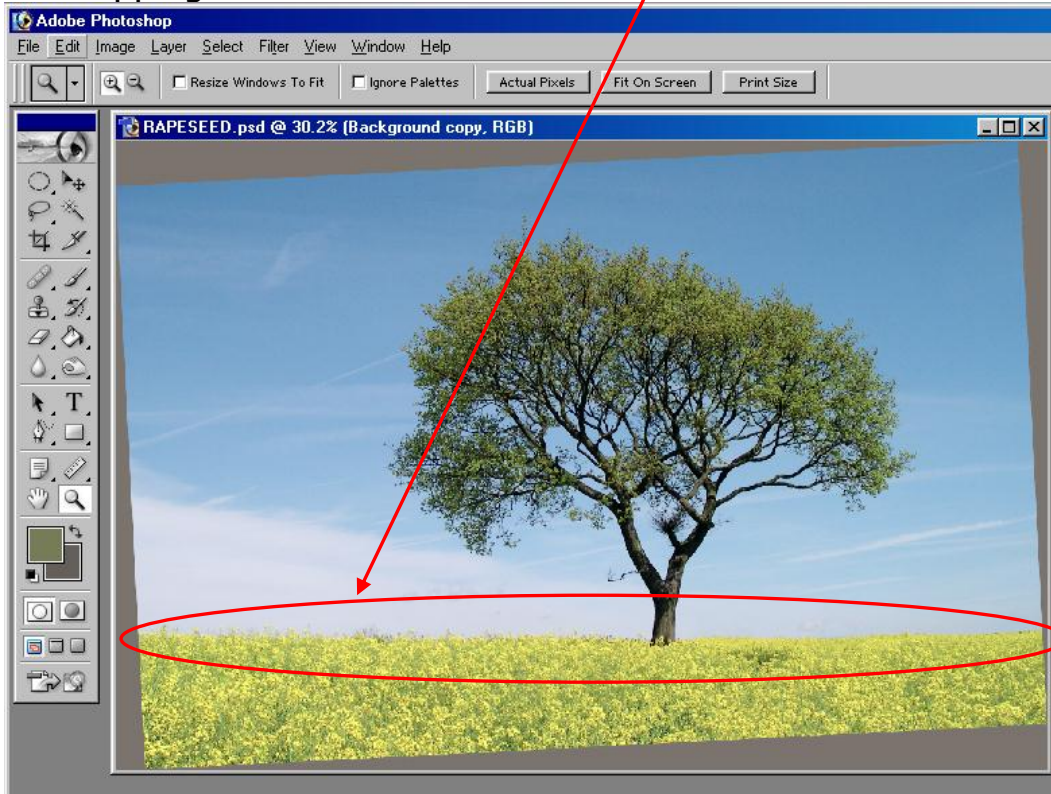 Adobe Photoshop
File Edit Image Layer Select Filter View Window Help
Resize Windows To Fit Ignore Palettes Actual Pixels Fit On Screen Print Size
RAPESEED.psd @ 30.2% (Background copy, RGB)
T